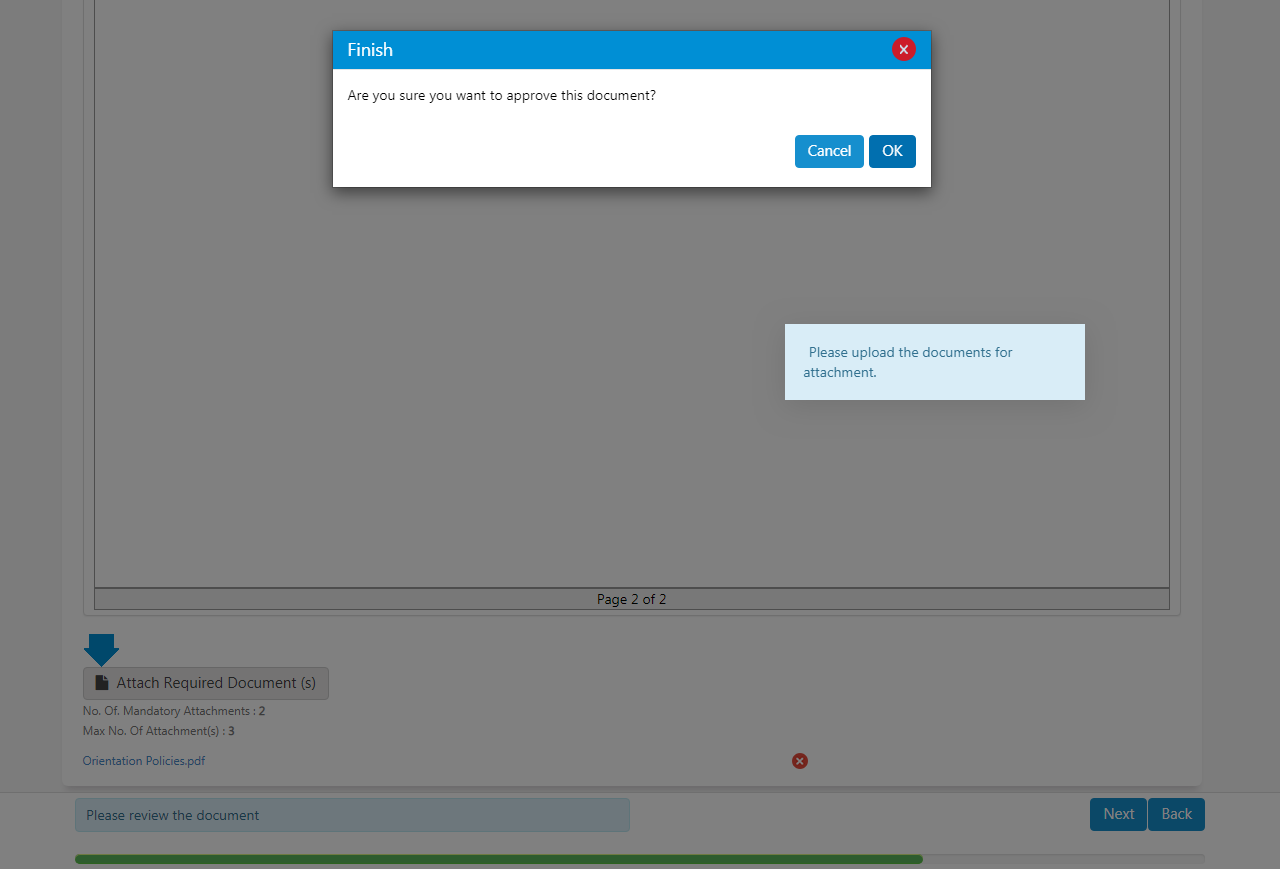 Finish
Are you sure you want to approve this document?
Cancel OK
Please upload the documents for
attachment.
Page 2 of 2
Attach Required Document (s)
No. Of. Mandatory Attachments : 2
Max No. Of Attachment(s) : 3
Orientation Policies.pdf
Please review the document
Next Back